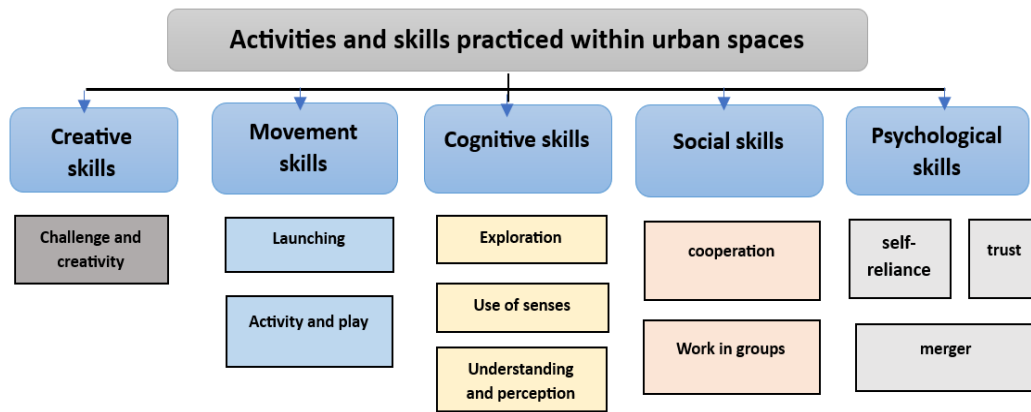 Activities and skills practiced within urban spaces
Creative
skills
Movement
skills
Cognitive skills
Social skills
Psychological
skills
Challenge and
creativity
Launching
Activity and play
Exploration
Use of senses
Understanding
and perception
cooperation
Work in groups
self-
reliance
trust
merger